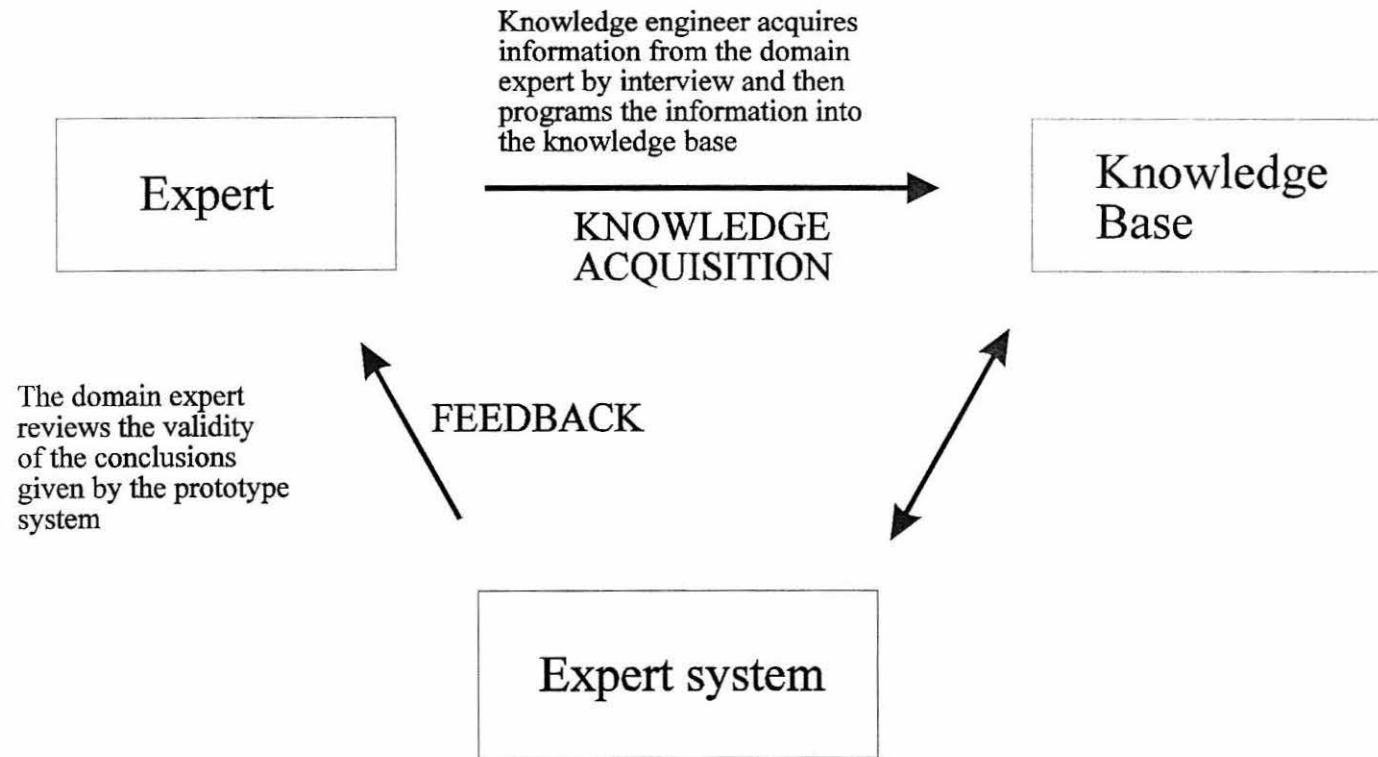 Knowledge engineer acquires
information from the domain
expert by interview and then
programs the information into
the knowledge base
Expert
KNOWLEDGE
ACQUISITION
Knowledge
Base
The domain expert
reviews the validity
of the conclusions
given by the prototype
system
FEEDBACK
Expert system